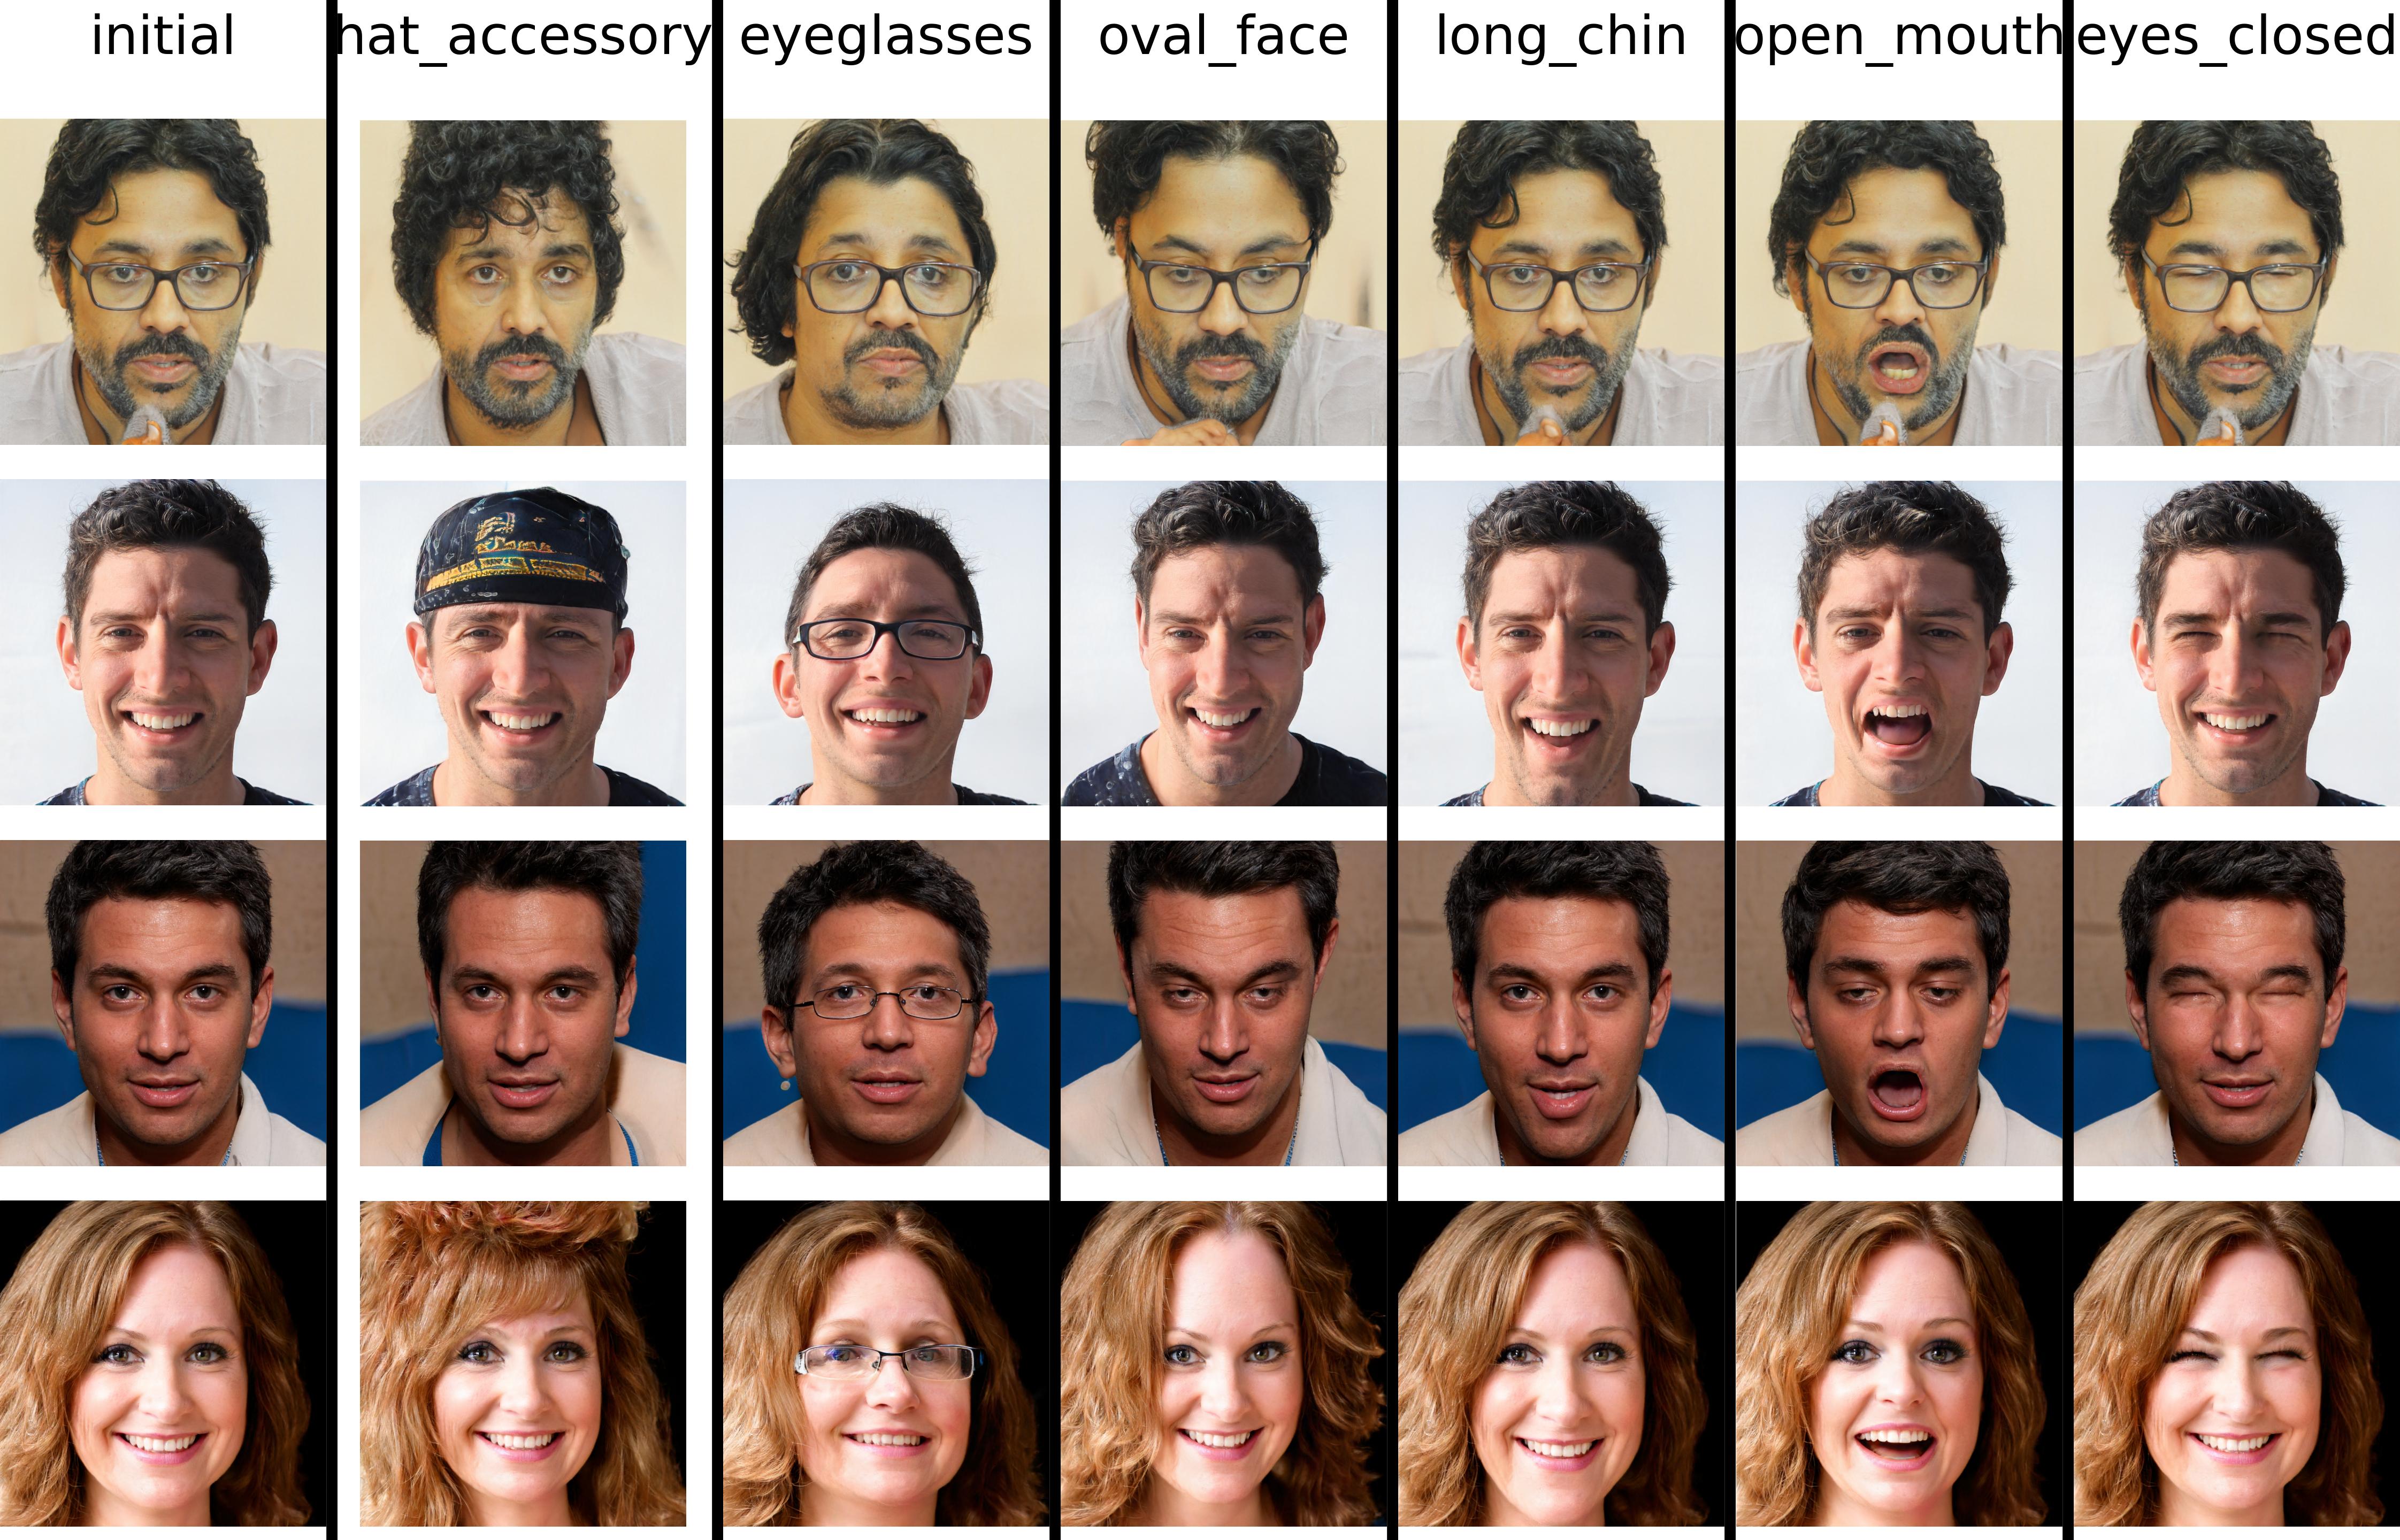 initial
hat_accessory
eyeglasses
oval_face
long_chin
open_mouth
eyes_closed